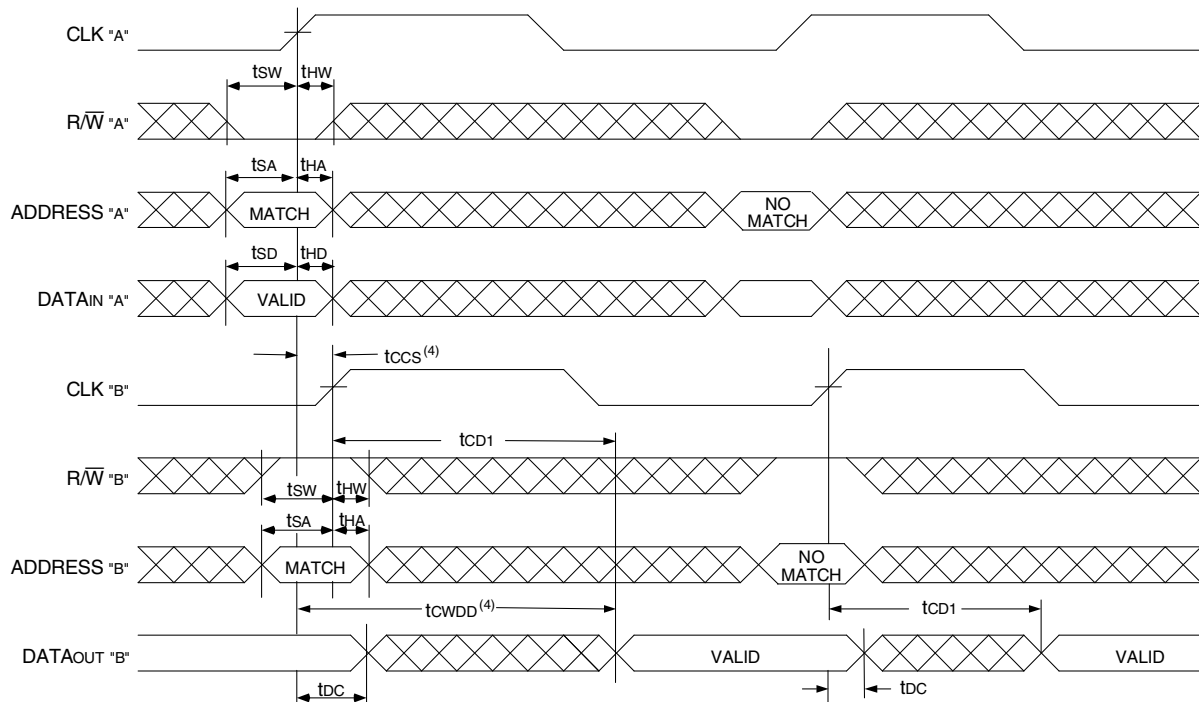 CLK "A"
tSW tHW
R/W̅ "A"
tSA tHA
ADDRESS "A" MATCH NO MATCH
tSD tHD
DATAIN "A" VALID
tCCS(4)
CLK "B"
tCD1
R/W̅ "B"
tSW tHW
tSA tHA
ADDRESS "B" MATCH NO MATCH
tCWDD(4) tCD1
DATAOUT "B" VALID VALID
tDC tDC